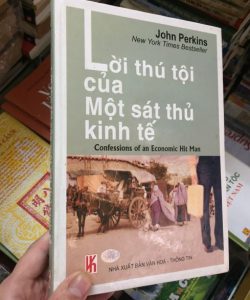 John Perkins
New York Times Bestseller
Lời thú tội
của
Một sát thủ
kinh tế
Confessions of an Economic Hit Man
NHÀ XUẤT BẢN VĂN HOÁ - THÔNG TIN